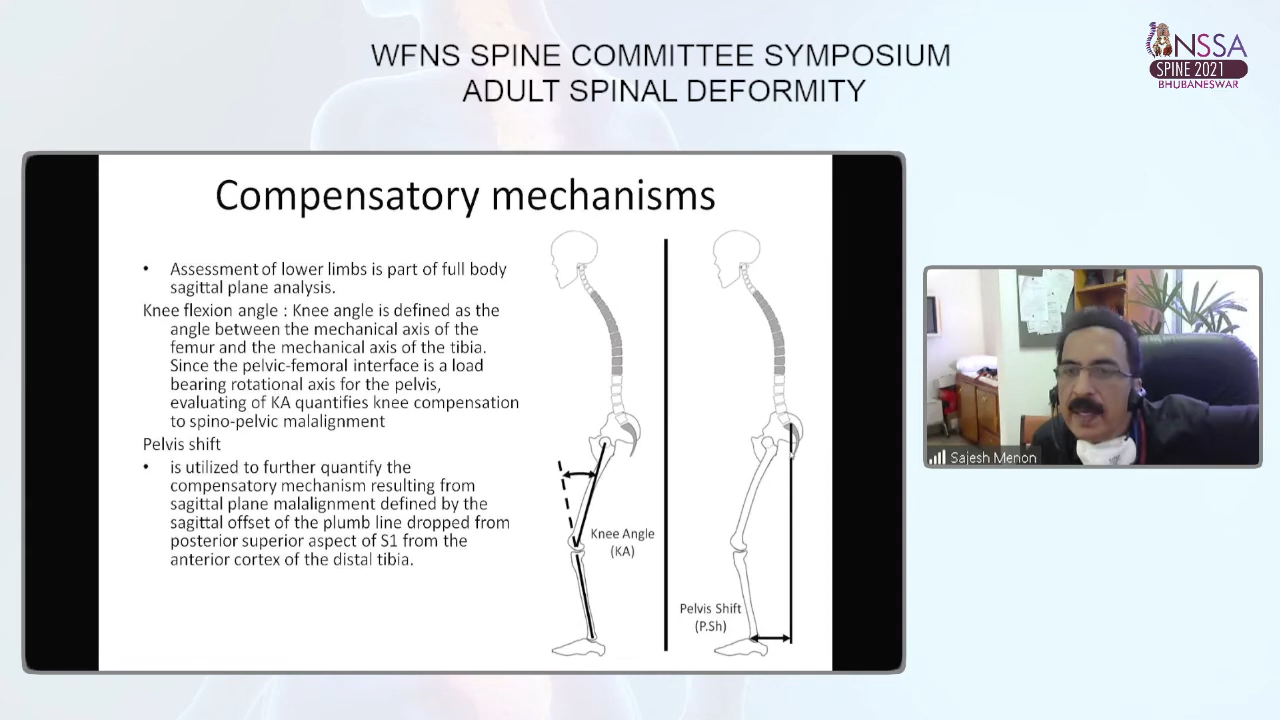 WFNS SPINE COMMITTEE SYMPOSIUM
ADULT SPINAL DEFORMITY
NSSA
SPINE 2021
BHUBANESWAR
Compensatory mechanisms
• Assessment of lower limbs is part of full body
sagittal plane analysis.
Knee flexion angle : Knee angle is defined as the
angle between the mechanical axis of the
femur and the mechanical axis of the tibia.
Since the pelvic-femoral interface is a load
bearing rotational axis for the pelvis,
evaluating of KA quantifies knee compensation
to spino-pelvic malalignment
Pelvis shift
• is utilized to further quantify the
compensatory mechanism resulting from
sagittal plane malalignment defined by the
sagittal offset of the plumb line dropped from
posterior superior aspect of S1 from the
anterior cortex of the distal tibia.
Knee Angle
(KA)
Pelvis Shift
(P.Sh)
Sajesh Menon